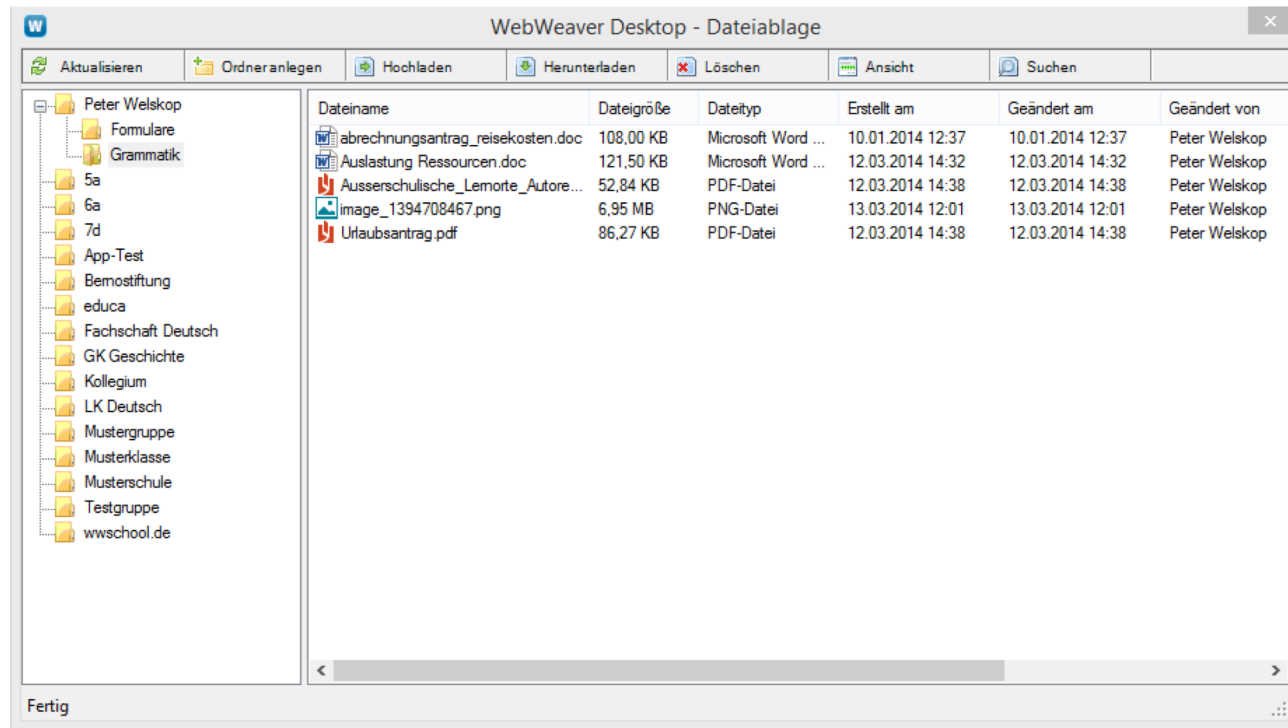 W WebWeaver Desktop - Dateiablage
Aktualisieren Ordner anlegen Hochladen Herunterladen Löschen Ansicht Suchen
Peter Welskop
Formulare
Grammatik
5a
6a
7d
App-Test
Bernostiftung
educa
Fachschaft Deutsch
GK Geschichte
Kollegium
LK Deutsch
Mustergruppe
Musterklasse
Musterschule
Testgruppe
wwschool.de
Dateiname Dateigröße Dateityp Erstellt am Geändert am Geändert von
abrechnungsantrag_reisekosten.doc 108,00 KB Microsoft Word ... 10.01.2014 12:37 10.01.2014 12:37 Peter Welskop
Auslastung Ressourcen.doc 121,50 KB Microsoft Word ... 12.03.2014 14:32 12.03.2014 14:32 Peter Welskop
Ausserschulische_Lernorte_Autore... 52,84 KB PDF-Datei 12.03.2014 14:38 12.03.2014 14:38 Peter Welskop
image_1394708467.png 6,95 MB PNG-Datei 13.03.2014 12:01 13.03.2014 12:01 Peter Welskop
Urlaubsantrag.pdf 86,27 KB PDF-Datei 12.03.2014 14:38 12.03.2014 14:38 Peter Welskop
Fertig